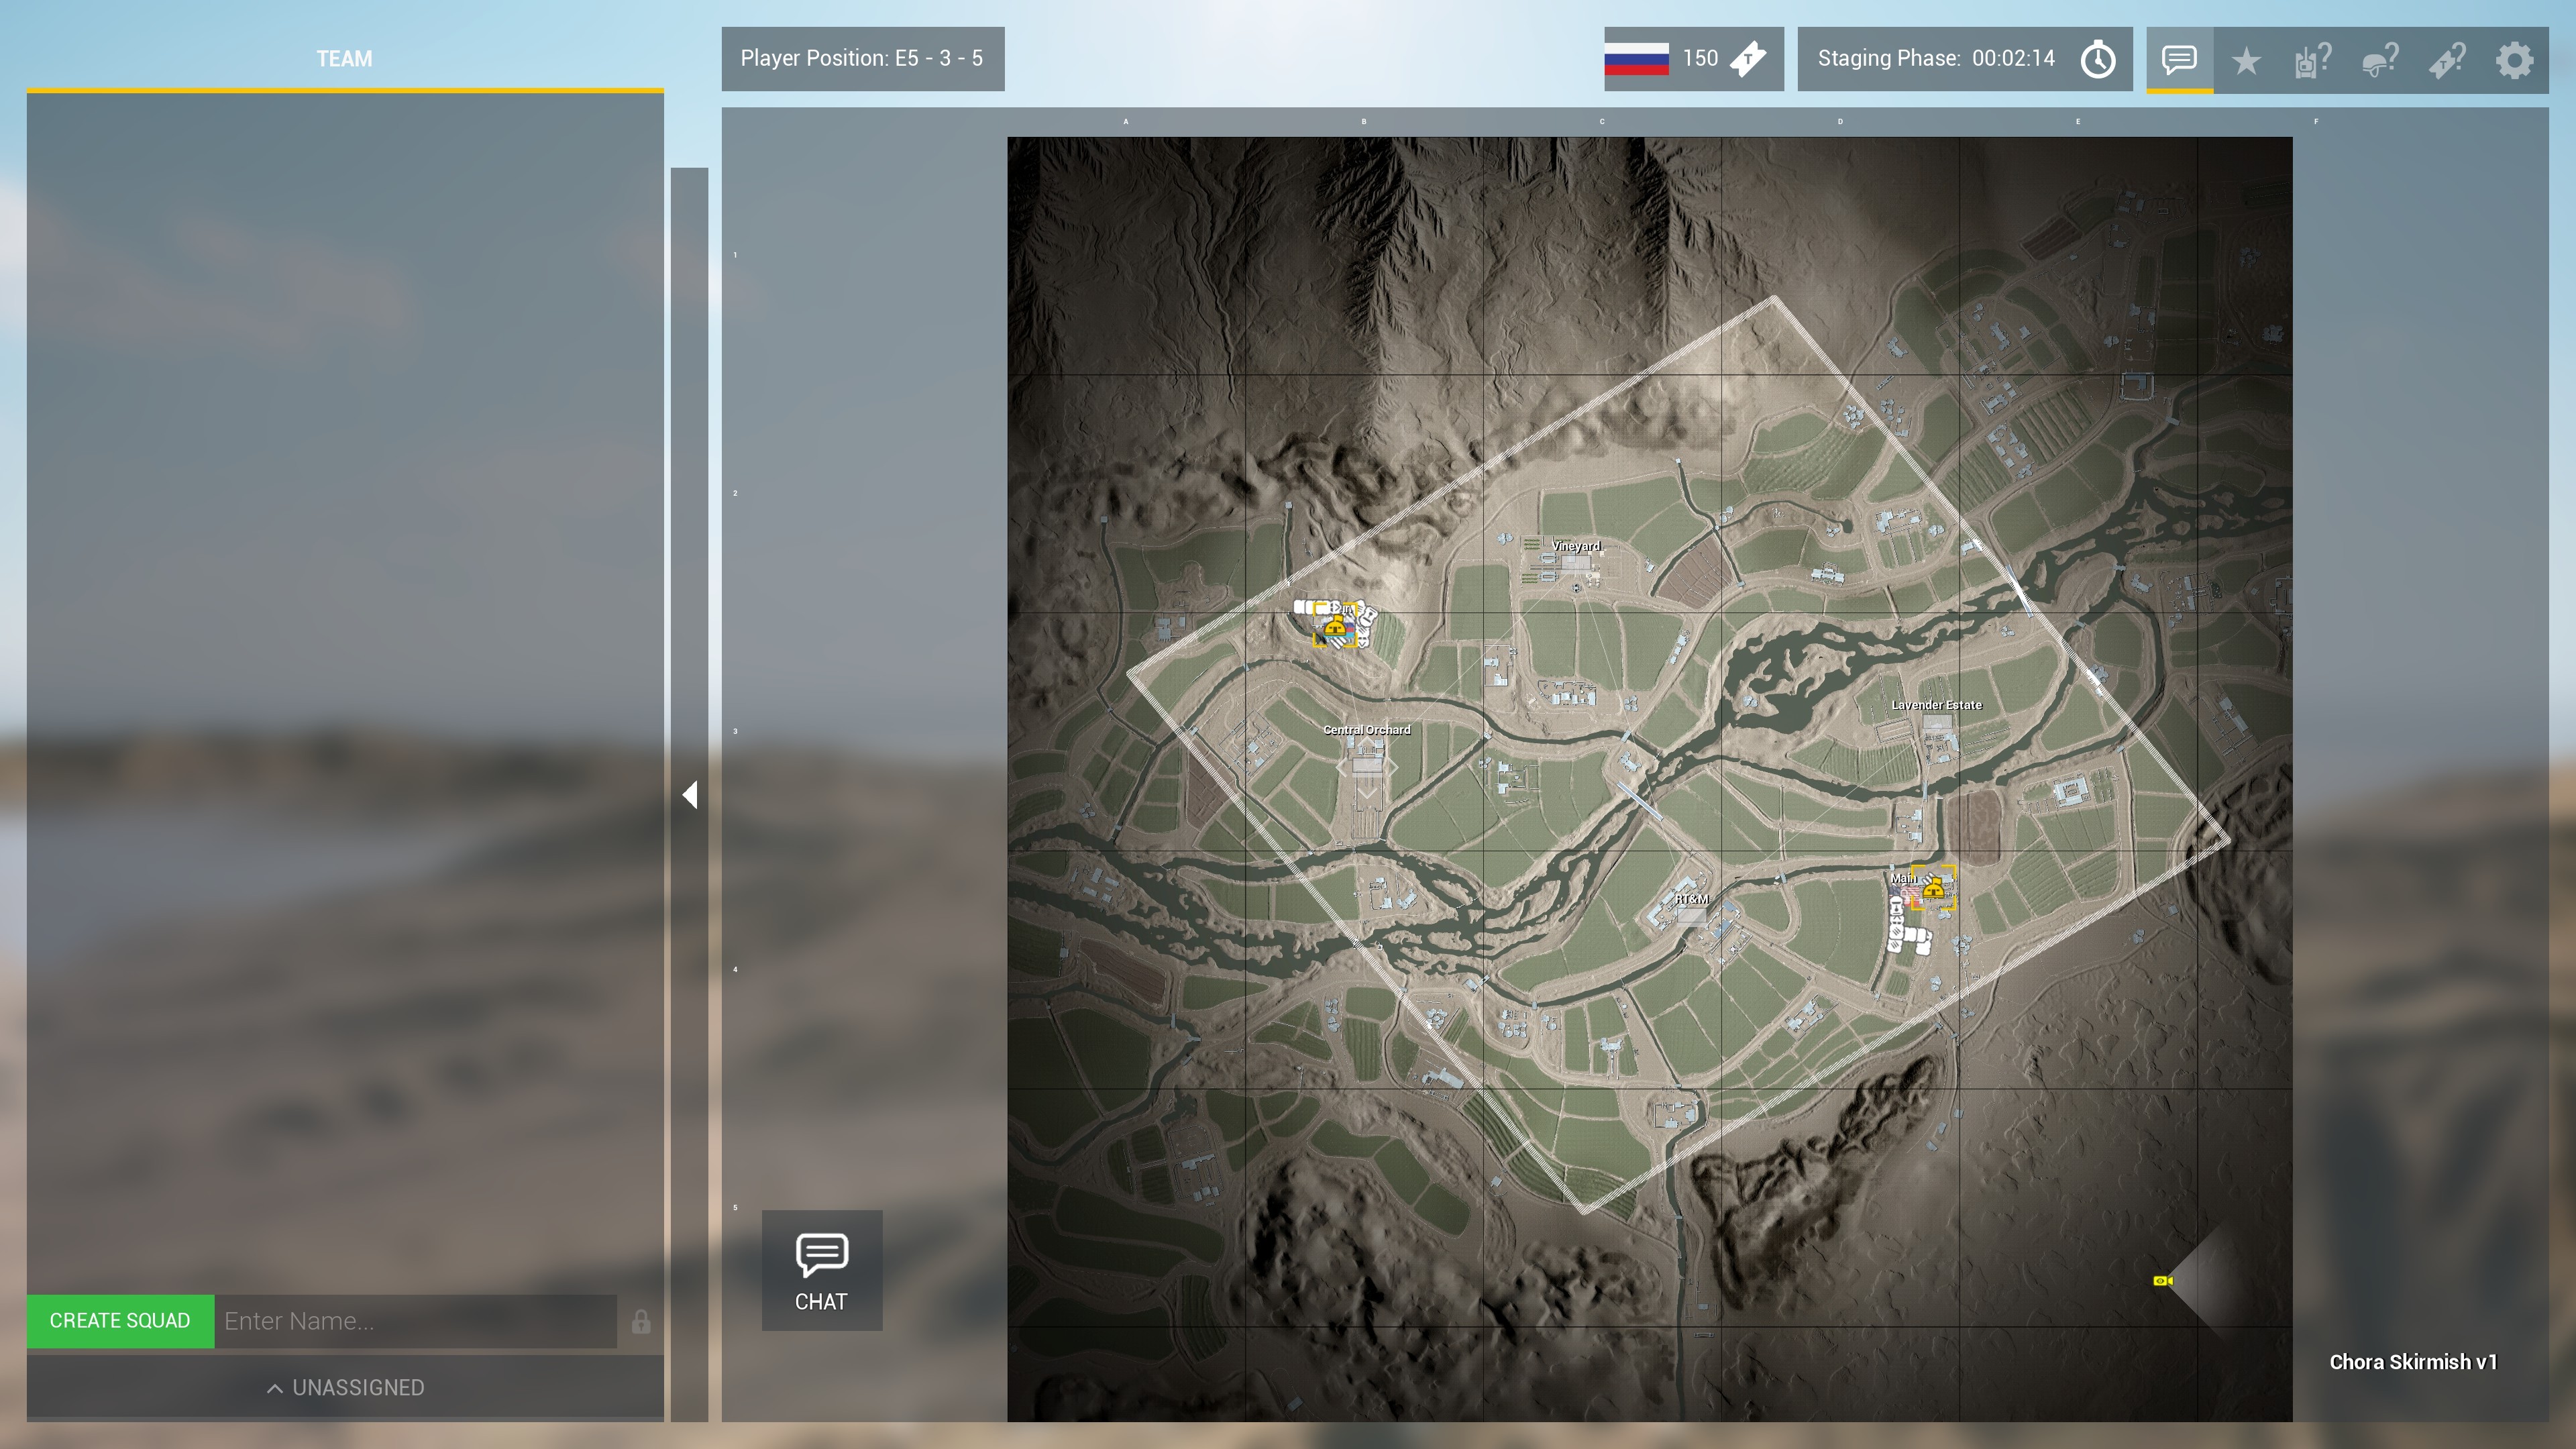 TEAM
Player Position: E5 - 3 - 5
150
Staging Phase: 00:02:14
A B C D E F
1
2
Vineyard
Lavender Estate
Central Orchard
3
Main
RT&M
4
5
CHAT
CREATE SQUAD Enter Name...
Chora Skirmish v1
UNASSIGNED